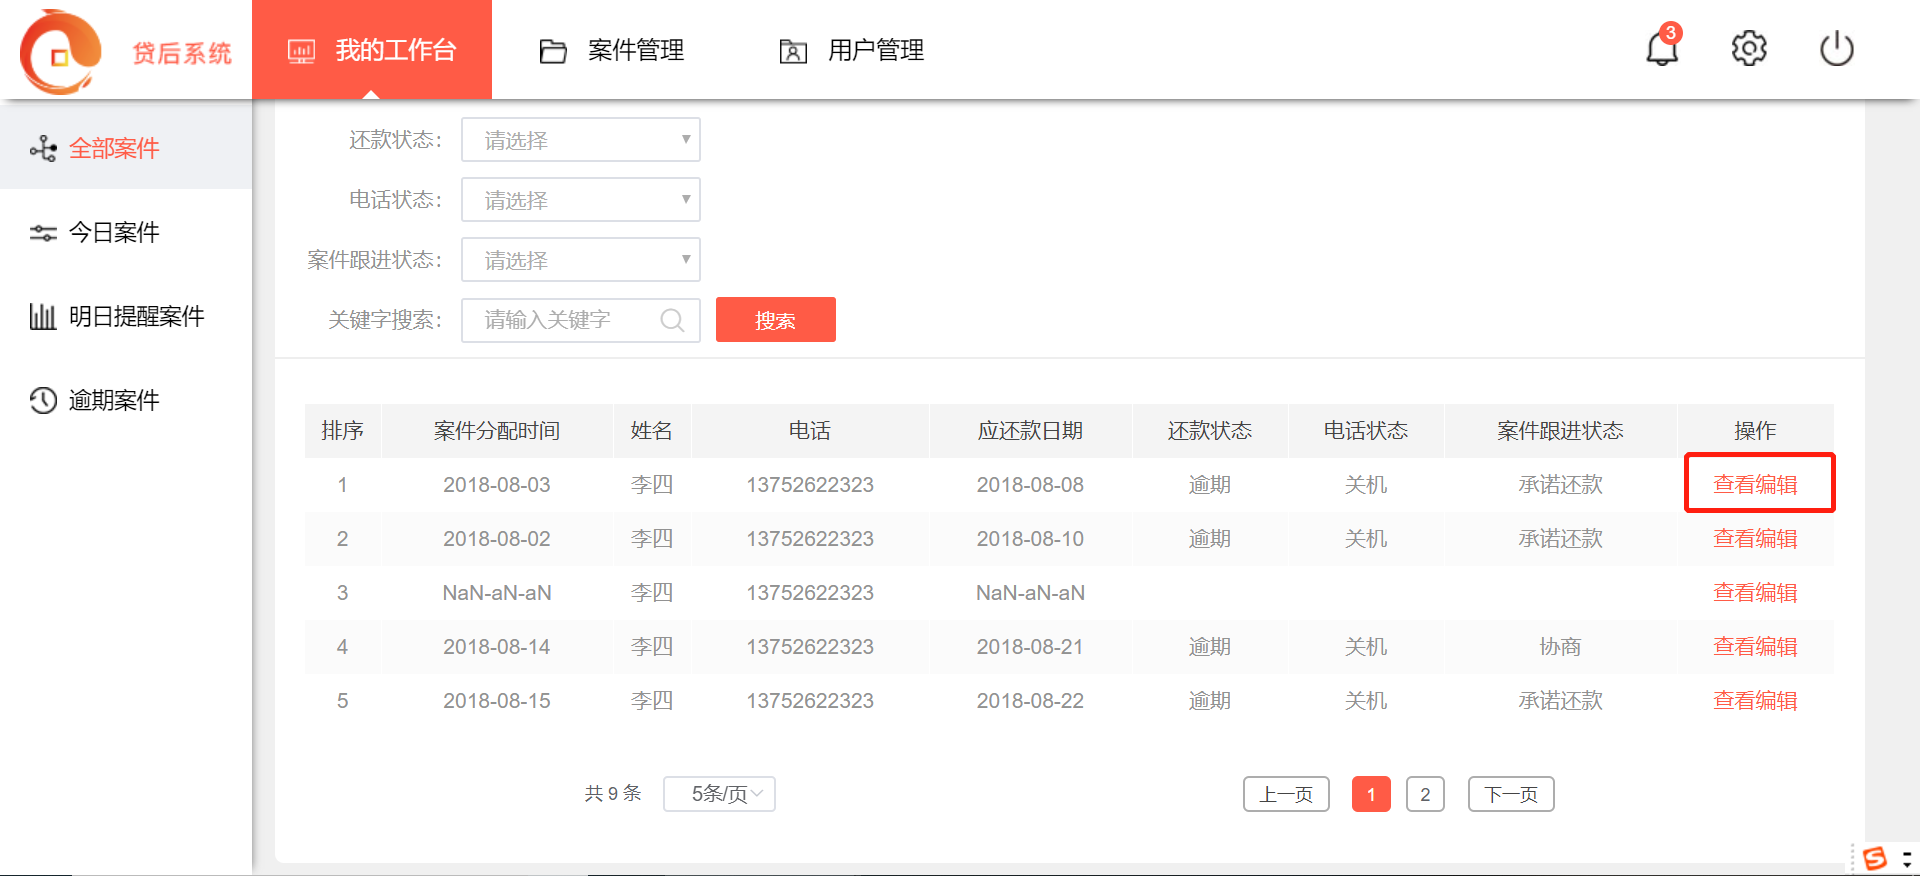 贷后系统 我的工作台 案件管理 用户管理 3
全部案件
今日案件
明日提醒案件
逾期案件
还款状态： 请选择
电话状态： 请选择
案件跟进状态： 请选择
关键字搜索： 请输入关键字 搜索
排序 案件分配时间 姓名 电话 应还款日期 还款状态 电话状态 案件跟进状态 操作
1 2018-08-03 李四 13752622323 2018-08-08 逾期 关机 承诺还款 查看编辑
2 2018-08-02 李四 13752622323 2018-08-10 逾期 关机 承诺还款 查看编辑
3 NaN-aN-aN 李四 13752622323 NaN-aN-aN 查看编辑
4 2018-08-14 李四 13752622323 2018-08-21 逾期 关机 协商 查看编辑
5 2018-08-15 李四 13752622323 2018-08-22 逾期 关机 承诺还款 查看编辑
共 9 条 5条/页 上一页 1 2 下一页